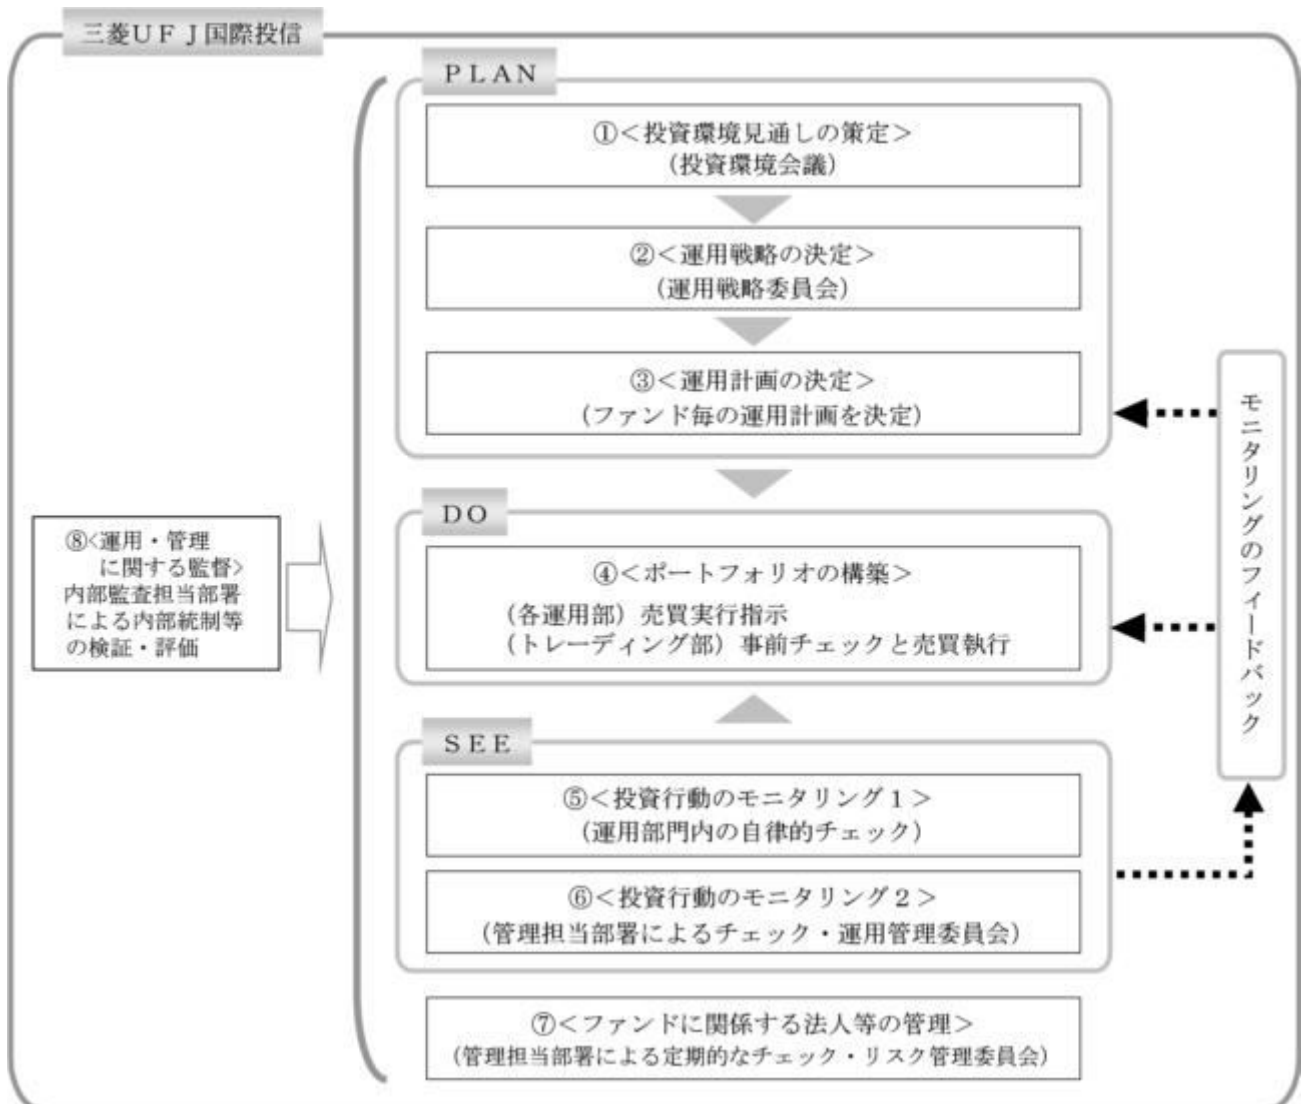 三菱ＵＦＪ国際投信
ＰＬＡＮ
①＜投資環境見通しの策定＞
（投資環境会議）
②＜運用戦略の決定＞
（運用戦略委員会）
③＜運用計画の決定＞
（ファンド毎の運用計画を決定）
ＤＯ
④＜ポートフォリオの構築＞
（各運用部）売買実行指示
（トレーディング部）事前チェックと売買執行
ＳＥＥ
⑤＜投資行動のモニタリング１＞
（運用部門内の自律的チェック）
⑥＜投資行動のモニタリング２＞
（管理担当部署によるチェック・運用管理委員会）
⑦＜ファンドに関係する法人等の管理＞
（管理担当部署による定期的なチェック・リスク管理委員会）
⑧<運用・管理
に関する監督>
内部監査担当部署
による内部統制等
の検証・評価
モニタリングのフィードバック